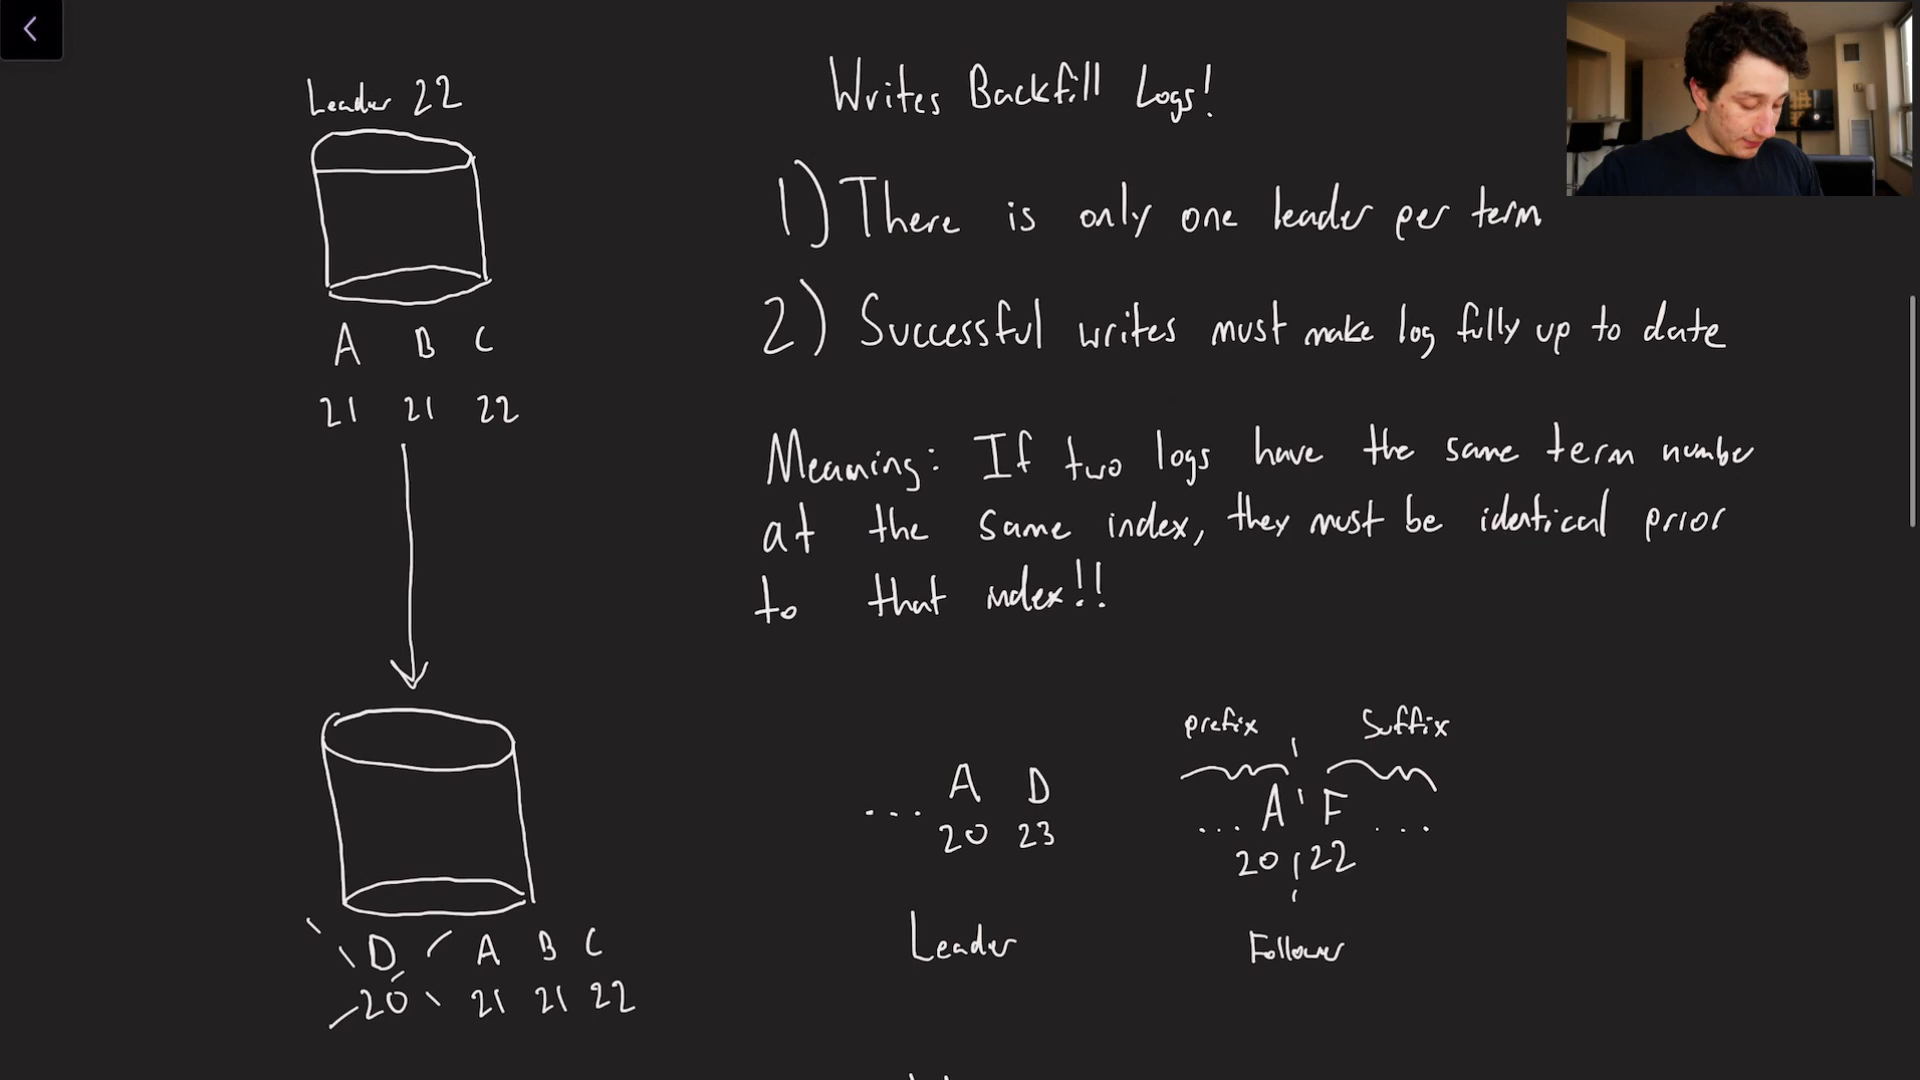 Leader 22
A B C
21 21 22
D A B C
20 21 21 22
Writes Backfill Logs!
1) There is only one leader per term
2) Successful writes must make log fully up to date
Meaning: If two logs have the same term number
at the same index, they must be identical prior
to that index!!
... A D
20 23
Leader
prefix suffix
... A F ...
20 22
Follower